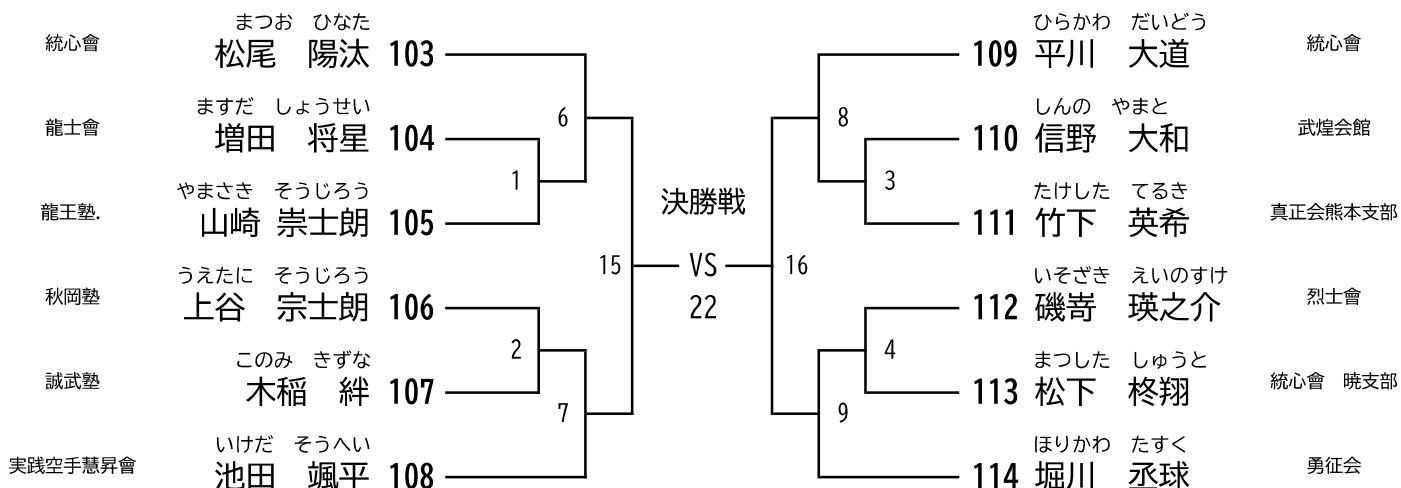 まつお ひなた
統心會 松尾 陽汰 103
ますだ しょうせい
龍士會 増田 将星 104
やまさき そうじろう
龍王塾. 山崎 崇士朗 105
うえたに そうじろう
秋岡塾 上谷 宗士朗 106
このみ きずな
誠武塾 木稲 絆 107
いけだ そうへい
実践空手慧昇會 池田 颯平 108
6
1
15
2
7
決勝戦
VS
22
8
3
16
4
9
ひらかわ だいどう
109 平川 大道 統心會
しんの やまと
110 信野 大和 武煌会館
たけした てるき
111 竹下 英希 真正会熊本支部
いそざき えいのすけ
112 磯嵜 瑛之介 烈士會
まつした しゅうと
113 松下 柊翔 統心會 暁支部
ほりかわ たすく
114 堀川 丞球 勇征会